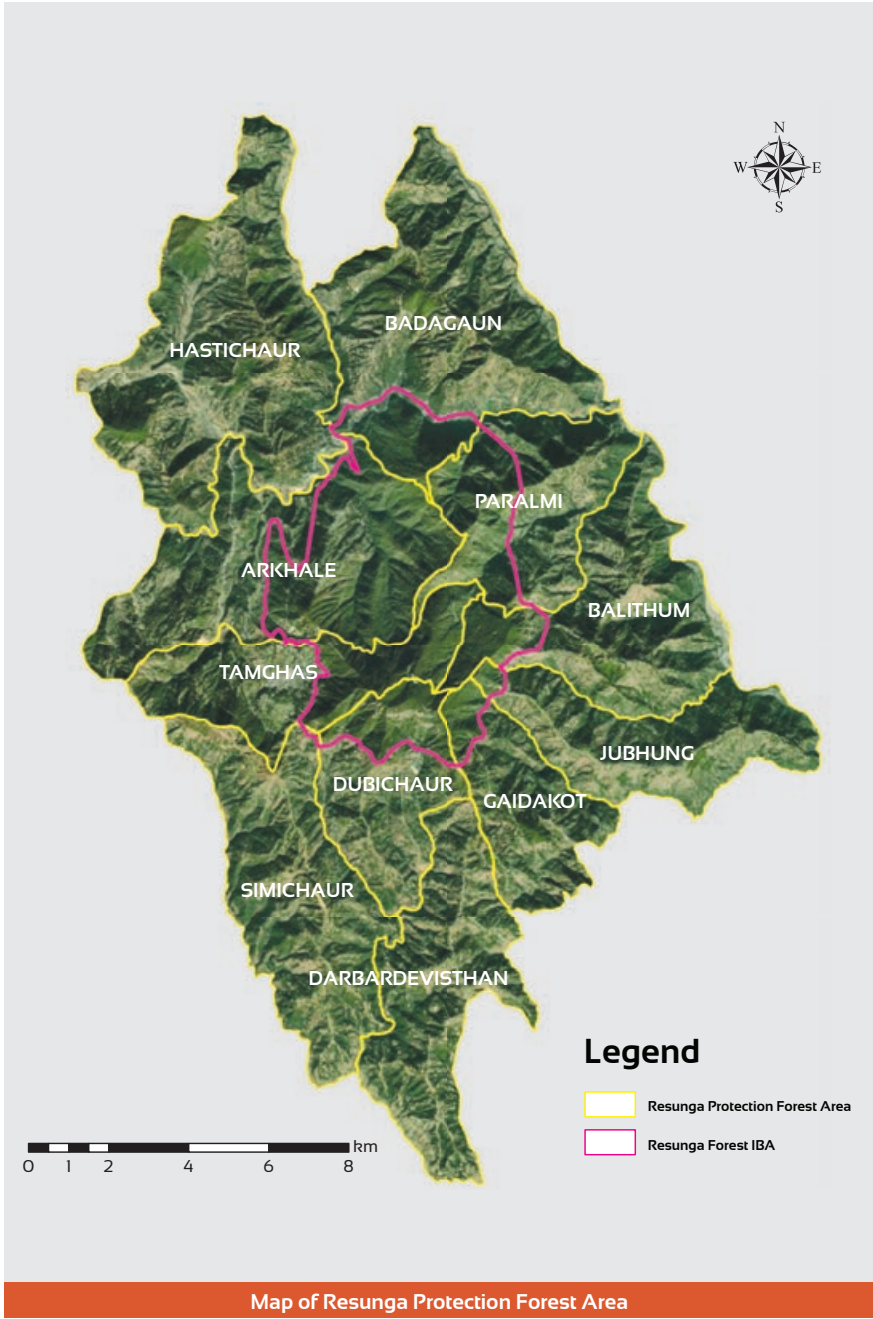 N
W E
S
BADAGAUN
HASTICHAUR
PARALMI
ARKHALE
BALITHUM
TAMGHAS
JUBHUNG
DUBICHAUR
GAIDAKOT
SIMICHAUR
DARBARDEVISTHAN
Legend
Resunga Protection Forest Area
Resunga Forest IBA
km
0 1 2 4 6 8
Map of Resunga Protection Forest Area